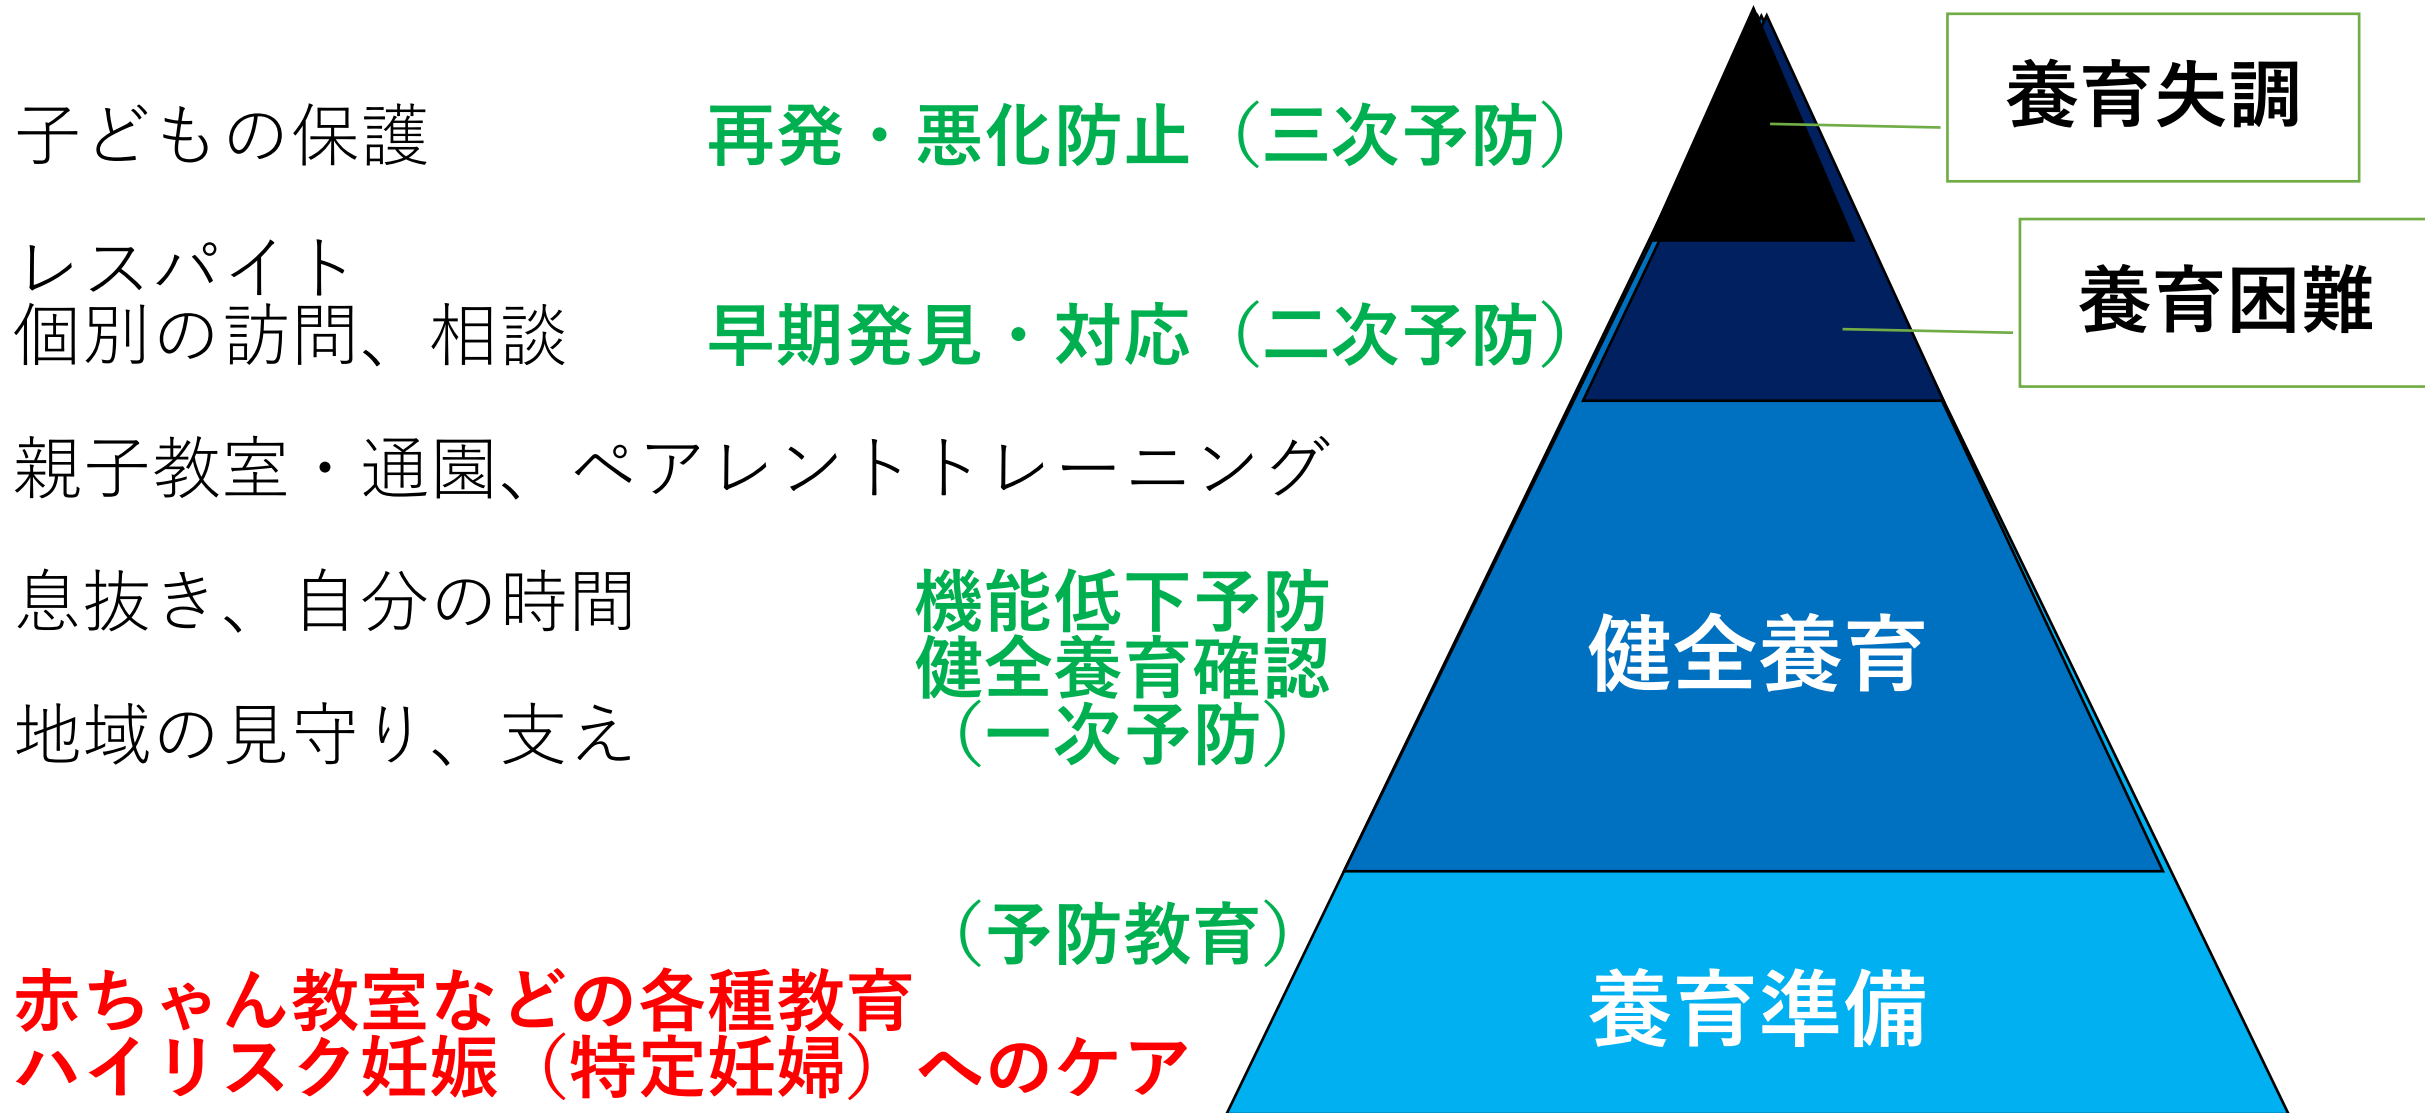 養育失調
子どもの保護 再発・悪化防止（三次予防）
レスパイト
養育困難
個別の訪問、相談 早期発見・対応（二次予防）
親子教室・通園、ペアレントトレーニング
息抜き、自分の時間 機能低下予防
健全養育確認
健全養育
地域の見守り、支え （一次予防）
（予防教育）
赤ちゃん教室などの各種教育
養育準備
ハイリスク妊娠（特定妊婦）へのケア